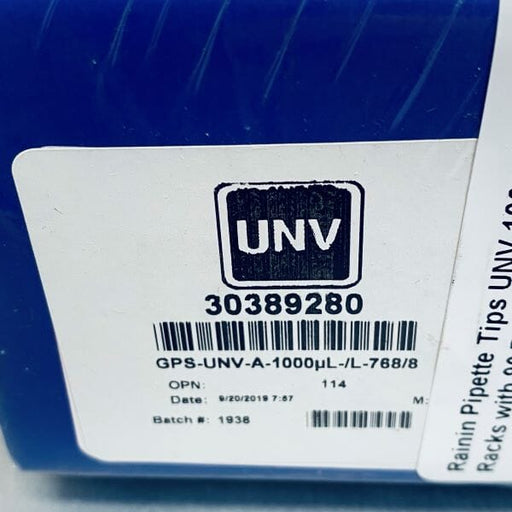 UNV
30389280
GPS-UNV-A-1000µL-/L-768/8
OPN: 114
Date: 9/20/2019 7:57 M:
Batch #: 1938
Rainin Pipette Tips UNV
Racks with